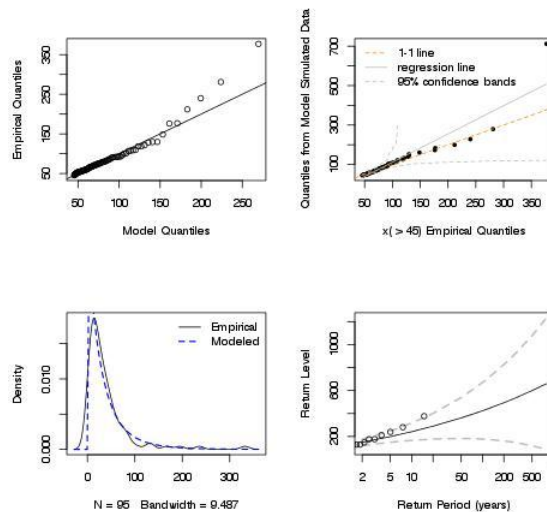 Empirical Quantiles
50 150 250 350
50 100 150 200 250
Model Quantiles
Quantiles from Model Simulated Data
100 300 500 700
1-1 line
regression line
95% confidence bands
50 100 150 200 250 300 350
x( > 45) Empirical Quantiles
Density
0.000 0.010
Empirical
Modeled
0 100 200 300
N = 95 Bandwidth = 9.487
Return Level
200 600 1000
2 5 10 20 50 100 500
Return Period (years)